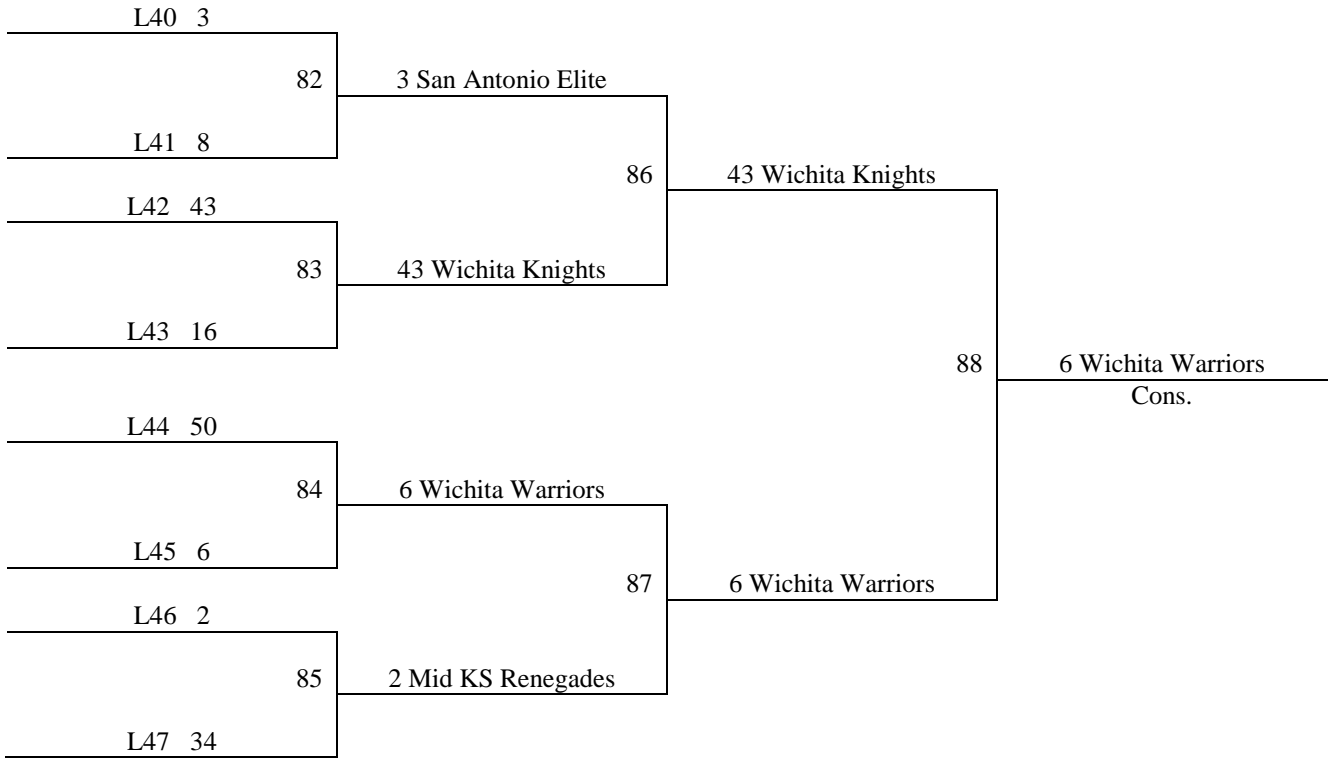 L40 3
82
3 San Antonio Elite
L41 8
86
43 Wichita Knights
L42 43
83
43 Wichita Knights
L43 16
88
6 Wichita Warriors
Cons.
L44 50
84
6 Wichita Warriors
L45 6
87
6 Wichita Warriors
L46 2
85
2 Mid KS Renegades
L47 34